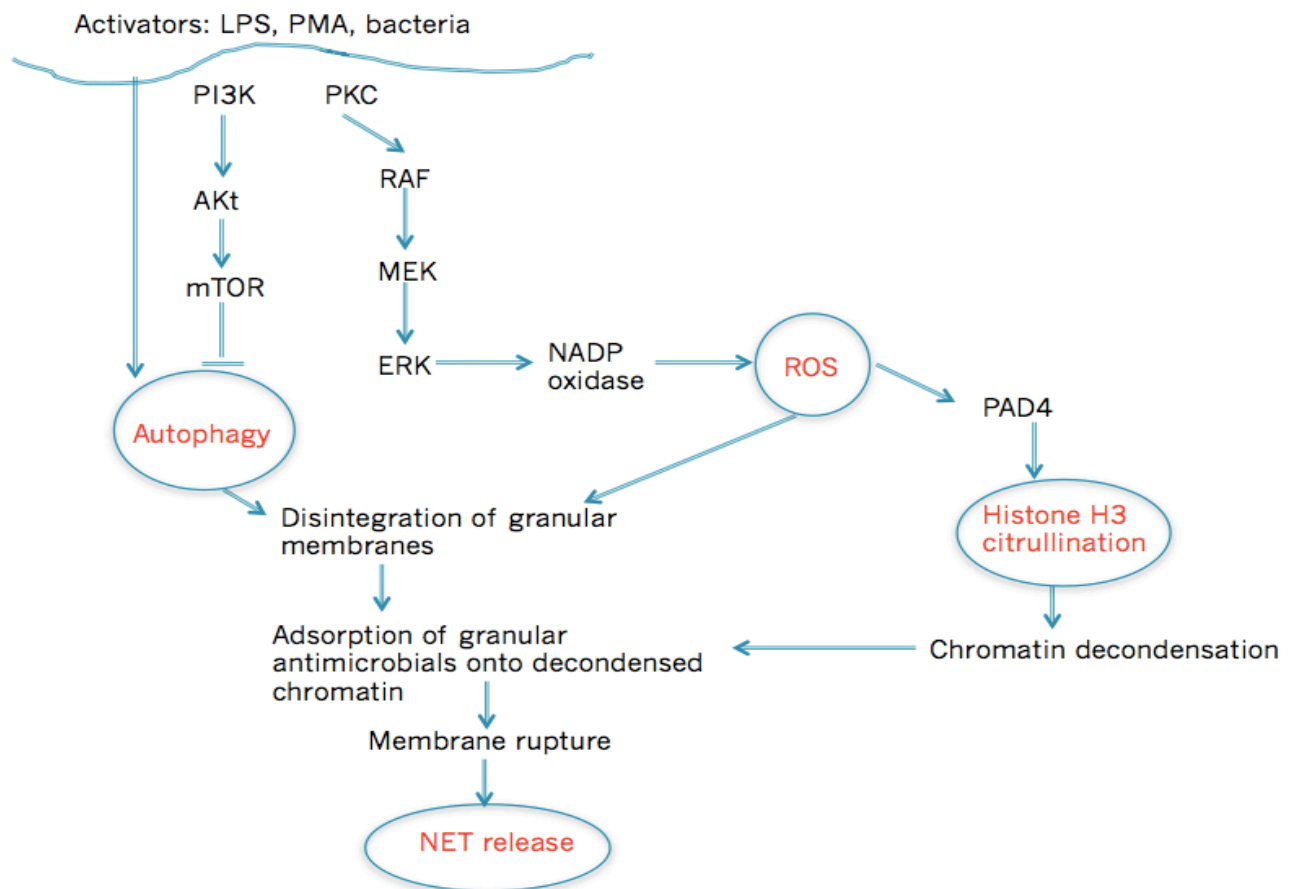 Activators: LPS, PMA, bacteria
PI3K
PKC
RAF
AKt
MEK
mTOR
ERK
NADP
oxidase
ROS
PAD4
Autophagy
Disintegration of granular
membranes
Histone H3
citrullination
Adsorption of granular
antimicrobials onto decondensed
chromatin
Chromatin decondensation
Membrane rupture
NET release